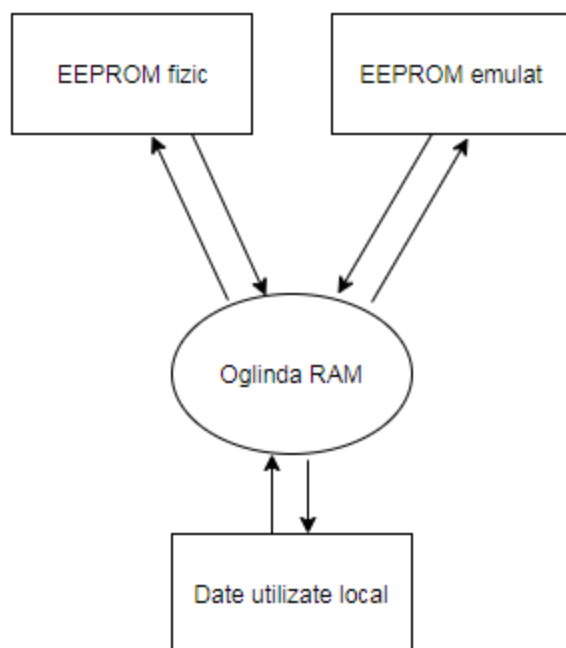 EEPROM fizic
EEPROM emulat
Oglinda RAM
Date utilizate local